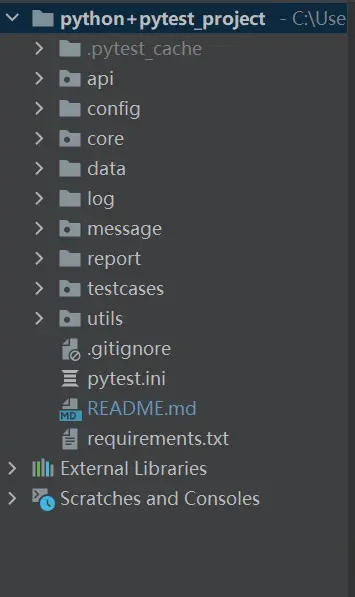 python+pytest_project - C:\Use
.pytest_cache
api
config
core
data
log
message
report
testcases
utils
.gitignore
pytest.ini
MD README.md
requirements.txt
External Libraries
Scratches and Consoles